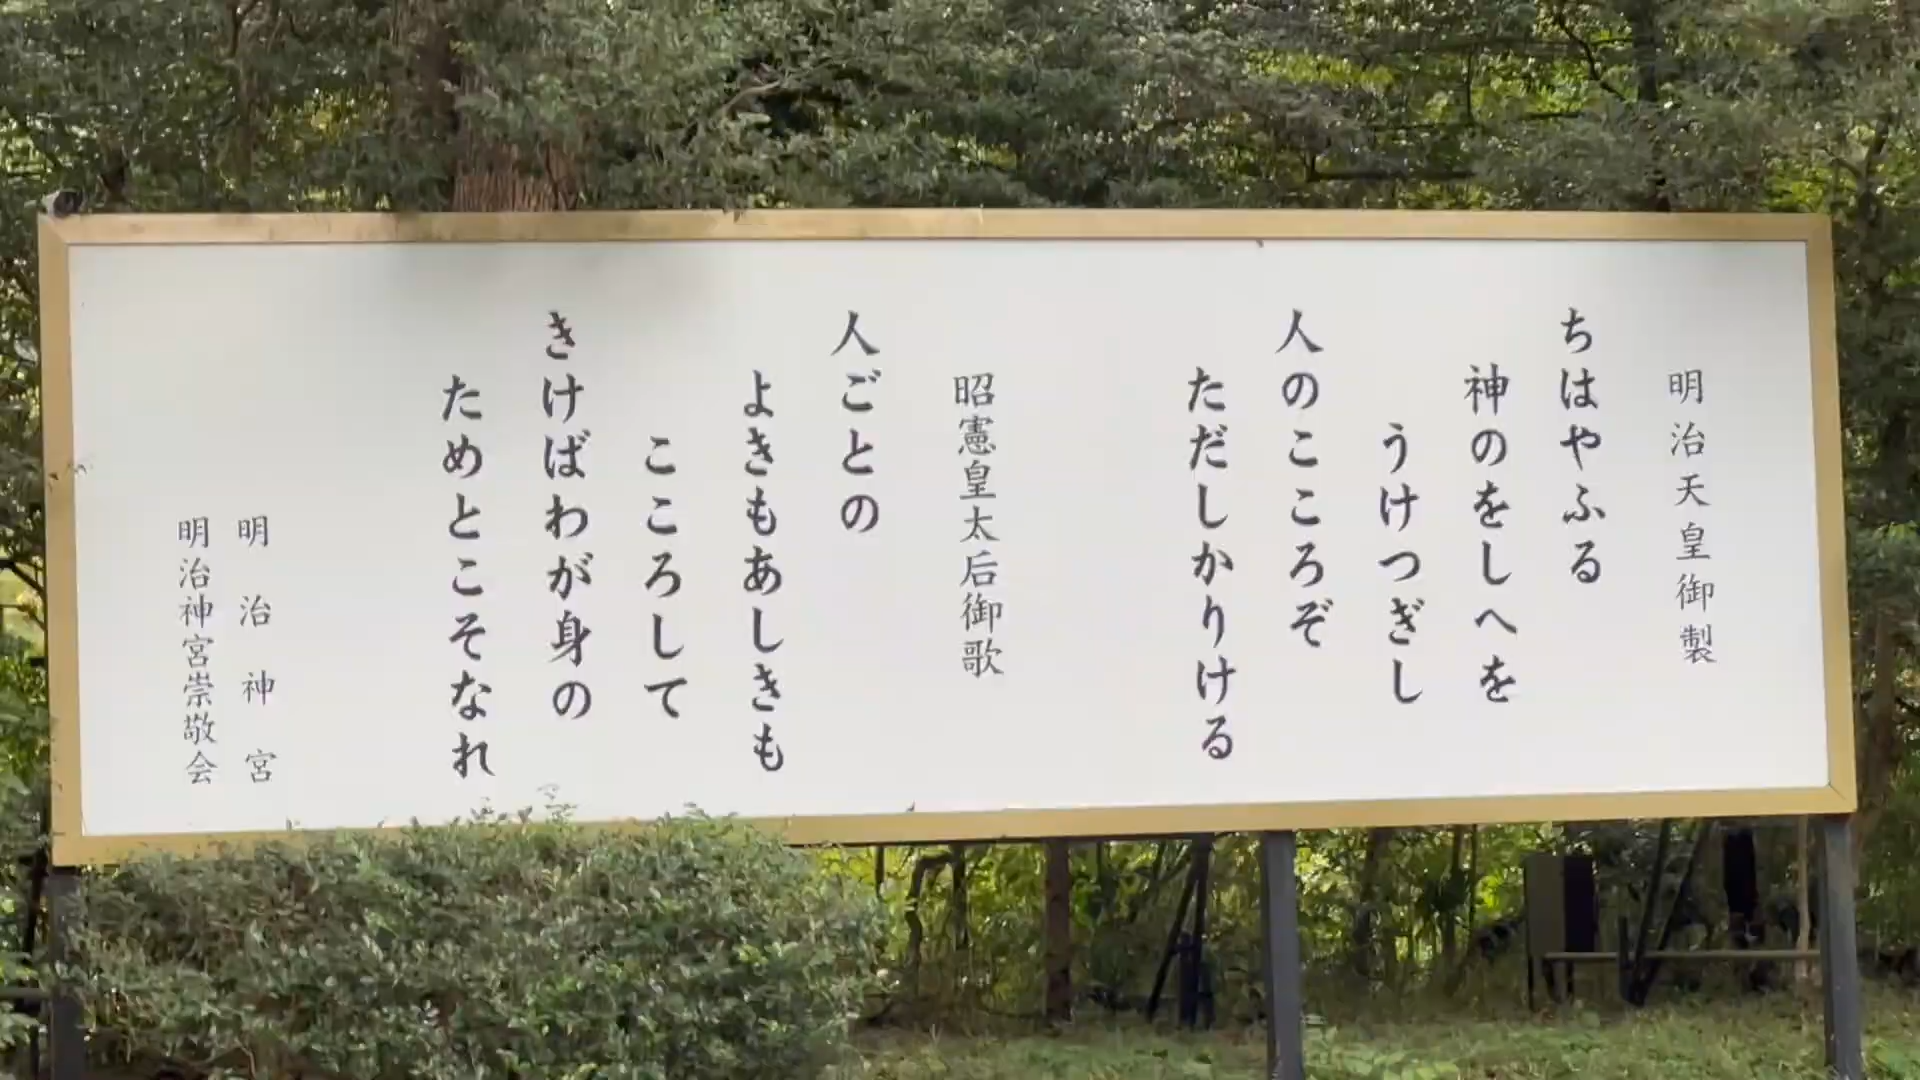 明治天皇御製
ちはやふる
神のをしへを
うけつぎし
人のこころぞ
ただしかりける
昭憲皇太后御歌
人ごとの
よきもあしきも
こころして
きけばわが身の
ためとこそなれ
明治神宮
明治神宮崇敬会